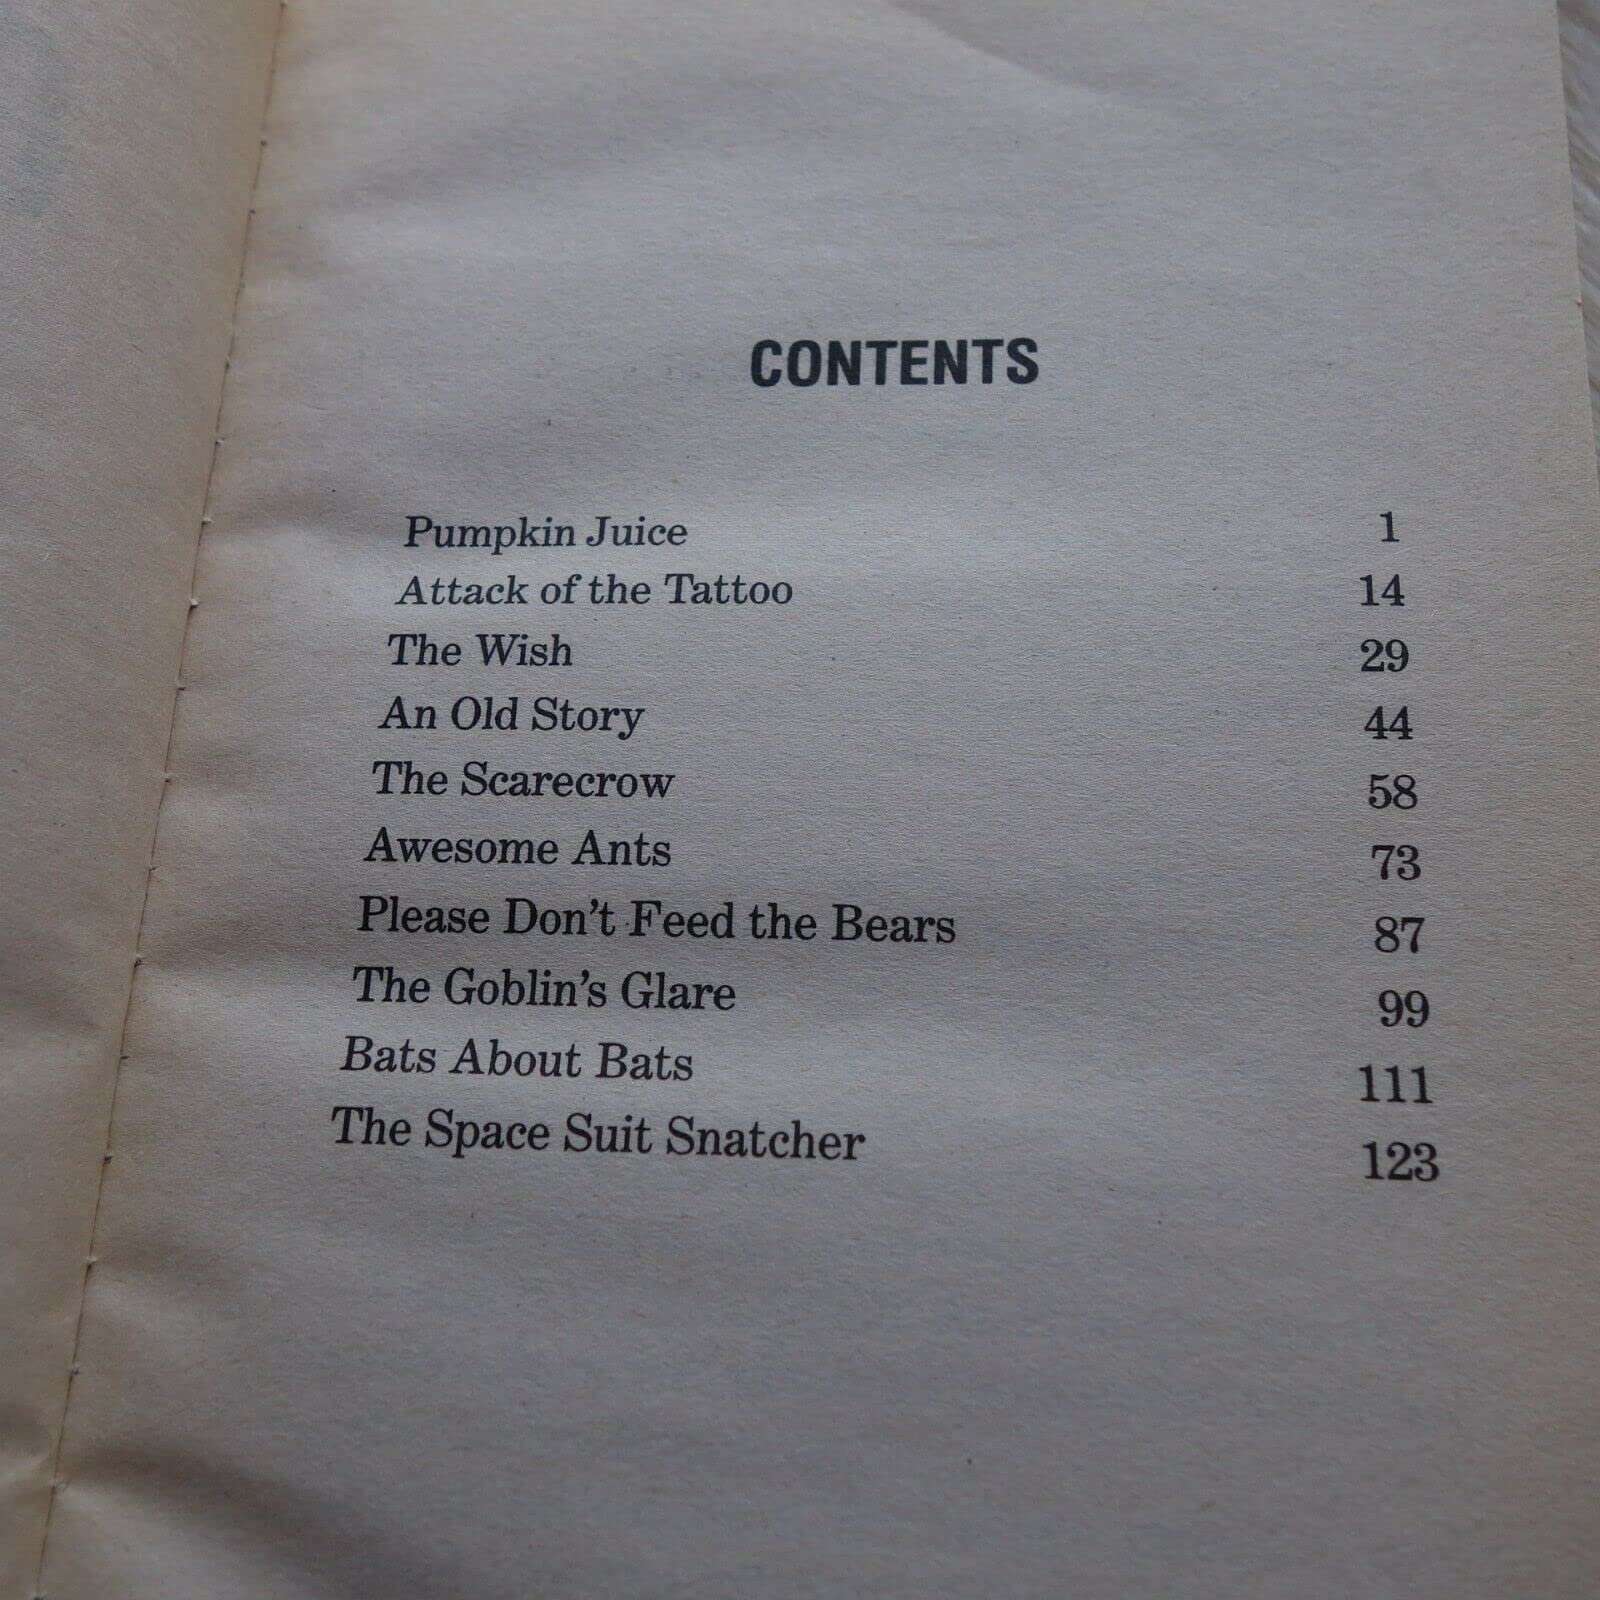 CONTENTS
Pumpkin Juice 1
Attack of the Tattoo 14
The Wish 29
An Old Story 44
The Scarecrow 58
Awesome Ants 73
Please Don't Feed the Bears 87
The Goblin's Glare 99
Bats About Bats 111
The Space Suit Snatcher 123